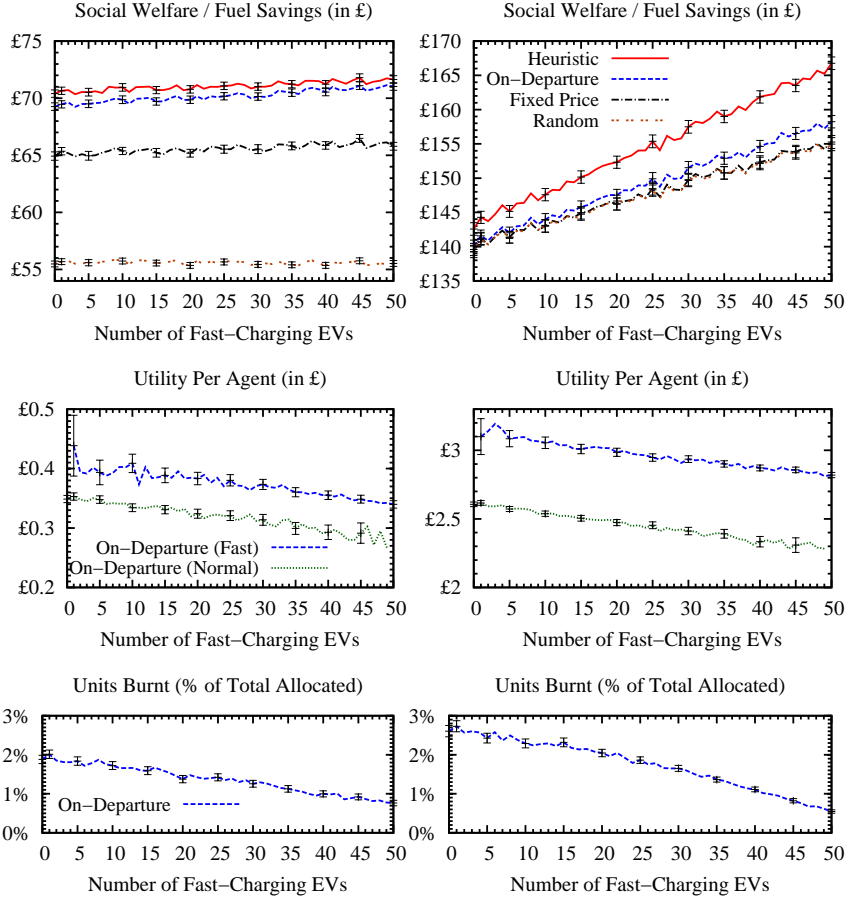 Social Welfare / Fuel Savings (in £)
£75
£70
£65
£60
£55
0 5 10 15 20 25 30 35 40 45 50
Number of Fast−Charging EVs
Social Welfare / Fuel Savings (in £)
£170
£165
£160
£155
£150
£145
£140
£135
Heuristic
On−Departure
Fixed Price
Random
0 5 10 15 20 25 30 35 40 45 50
Number of Fast−Charging EVs
Utility Per Agent (in £)
£0.5
£0.4
£0.3
£0.2
On−Departure (Fast)
On−Departure (Normal)
0 5 10 15 20 25 30 35 40 45 50
Number of Fast−Charging EVs
Utility Per Agent (in £)
£3
£2.5
£2
0 5 10 15 20 25 30 35 40 45 50
Number of Fast−Charging EVs
Units Burnt (% of Total Allocated)
3%
2%
1%
0%
On−Departure
0 5 10 15 20 25 30 35 40 45 50
Number of Fast−Charging EVs
Units Burnt (% of Total Allocated)
3%
2%
1%
0%
0 5 10 15 20 25 30 35 40 45 50
Number of Fast−Charging EVs